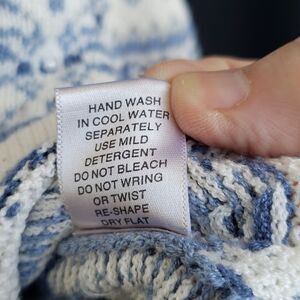 HAND WASH
IN COOL WATER
SEPARATELY
USE MILD
DETERGENT
DO NOT BLEACH
DO NOT WRING
OR TWIST
RE-SHAPE
DRY FLAT